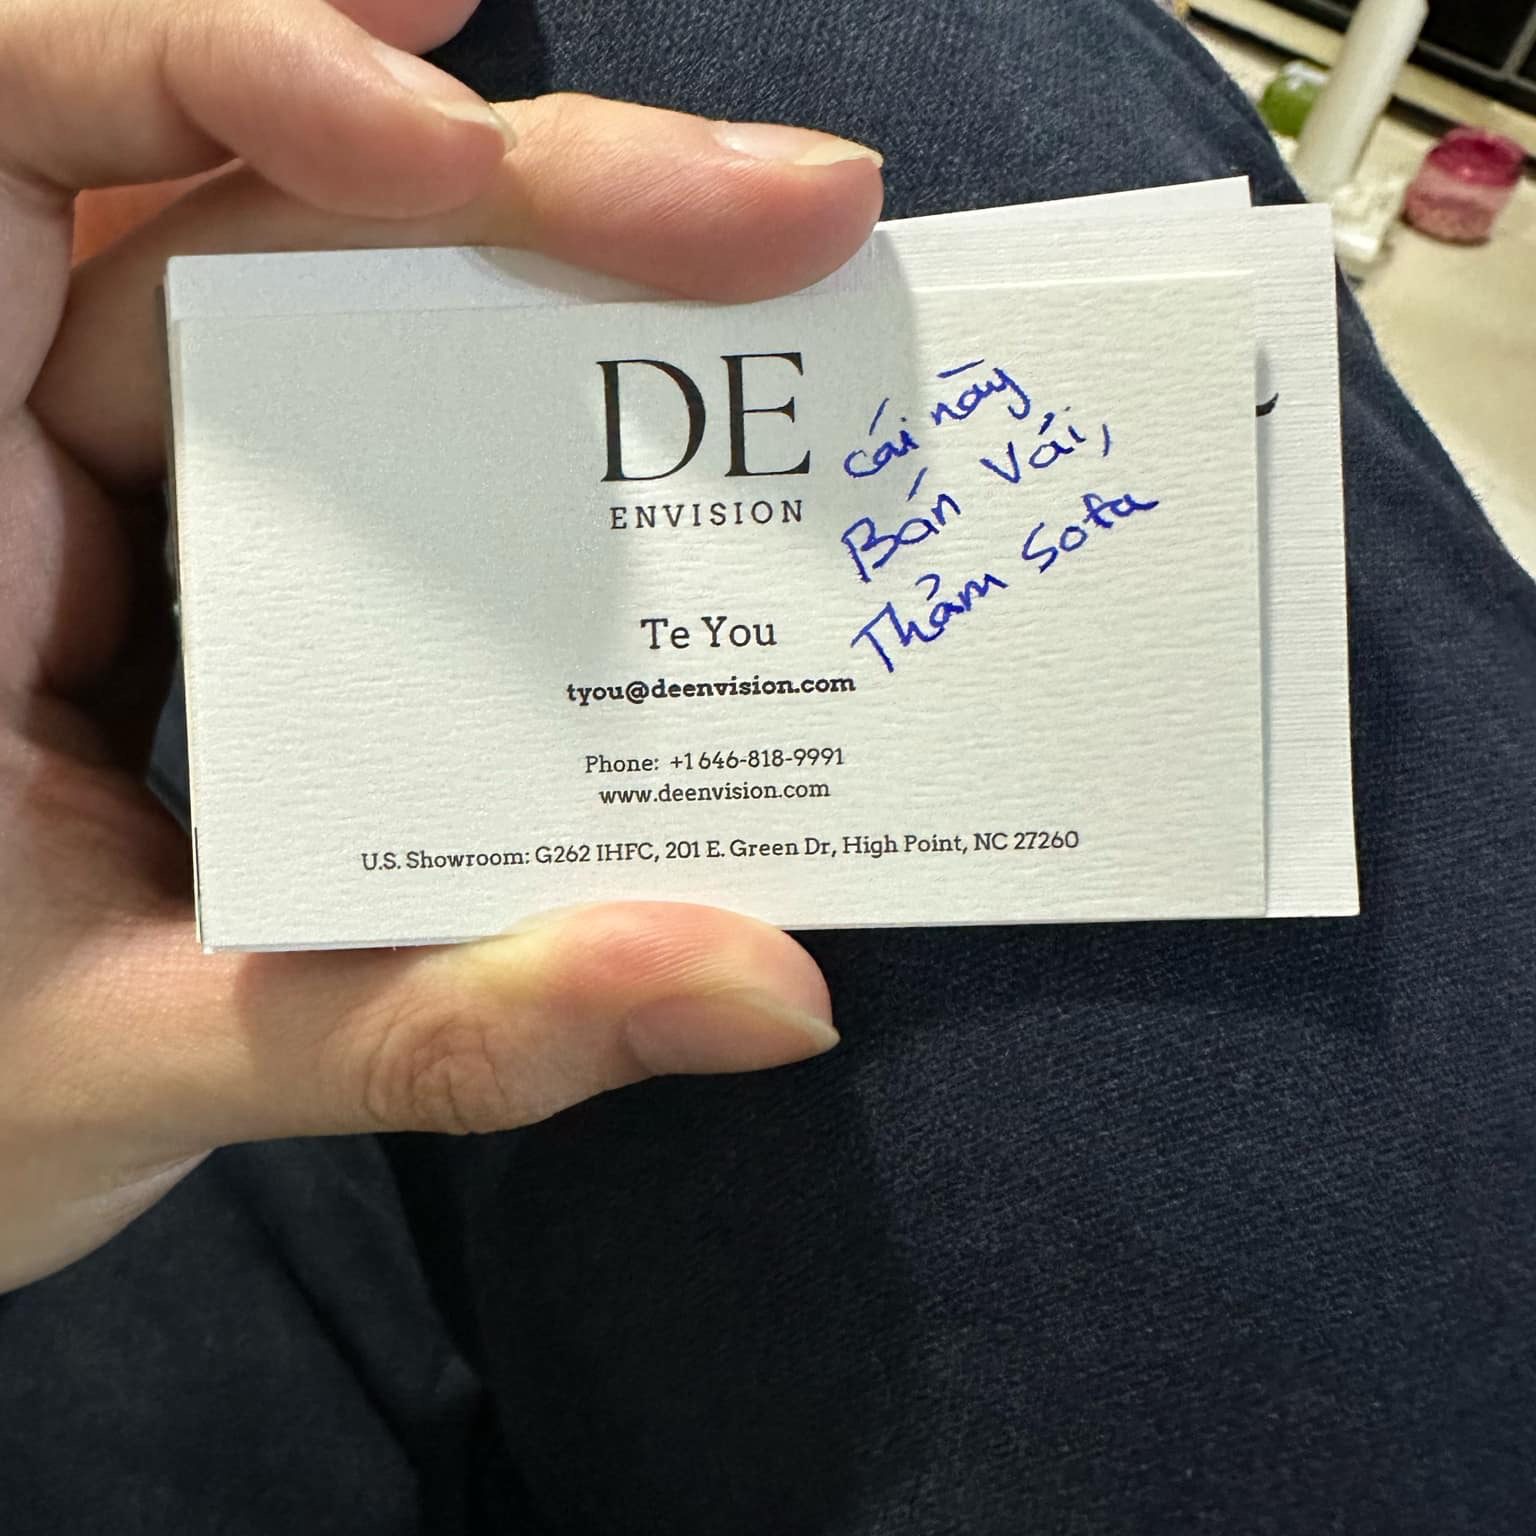 DE
ENVISION
cái này
Bán Vải,
Thảm Sofa
Te You
tyou@deenvision.com
Phone: +1 646-818-9991
www.deenvision.com
U.S. Showroom: G262 IHFC, 201 E. Green Dr, High Point, NC 27260